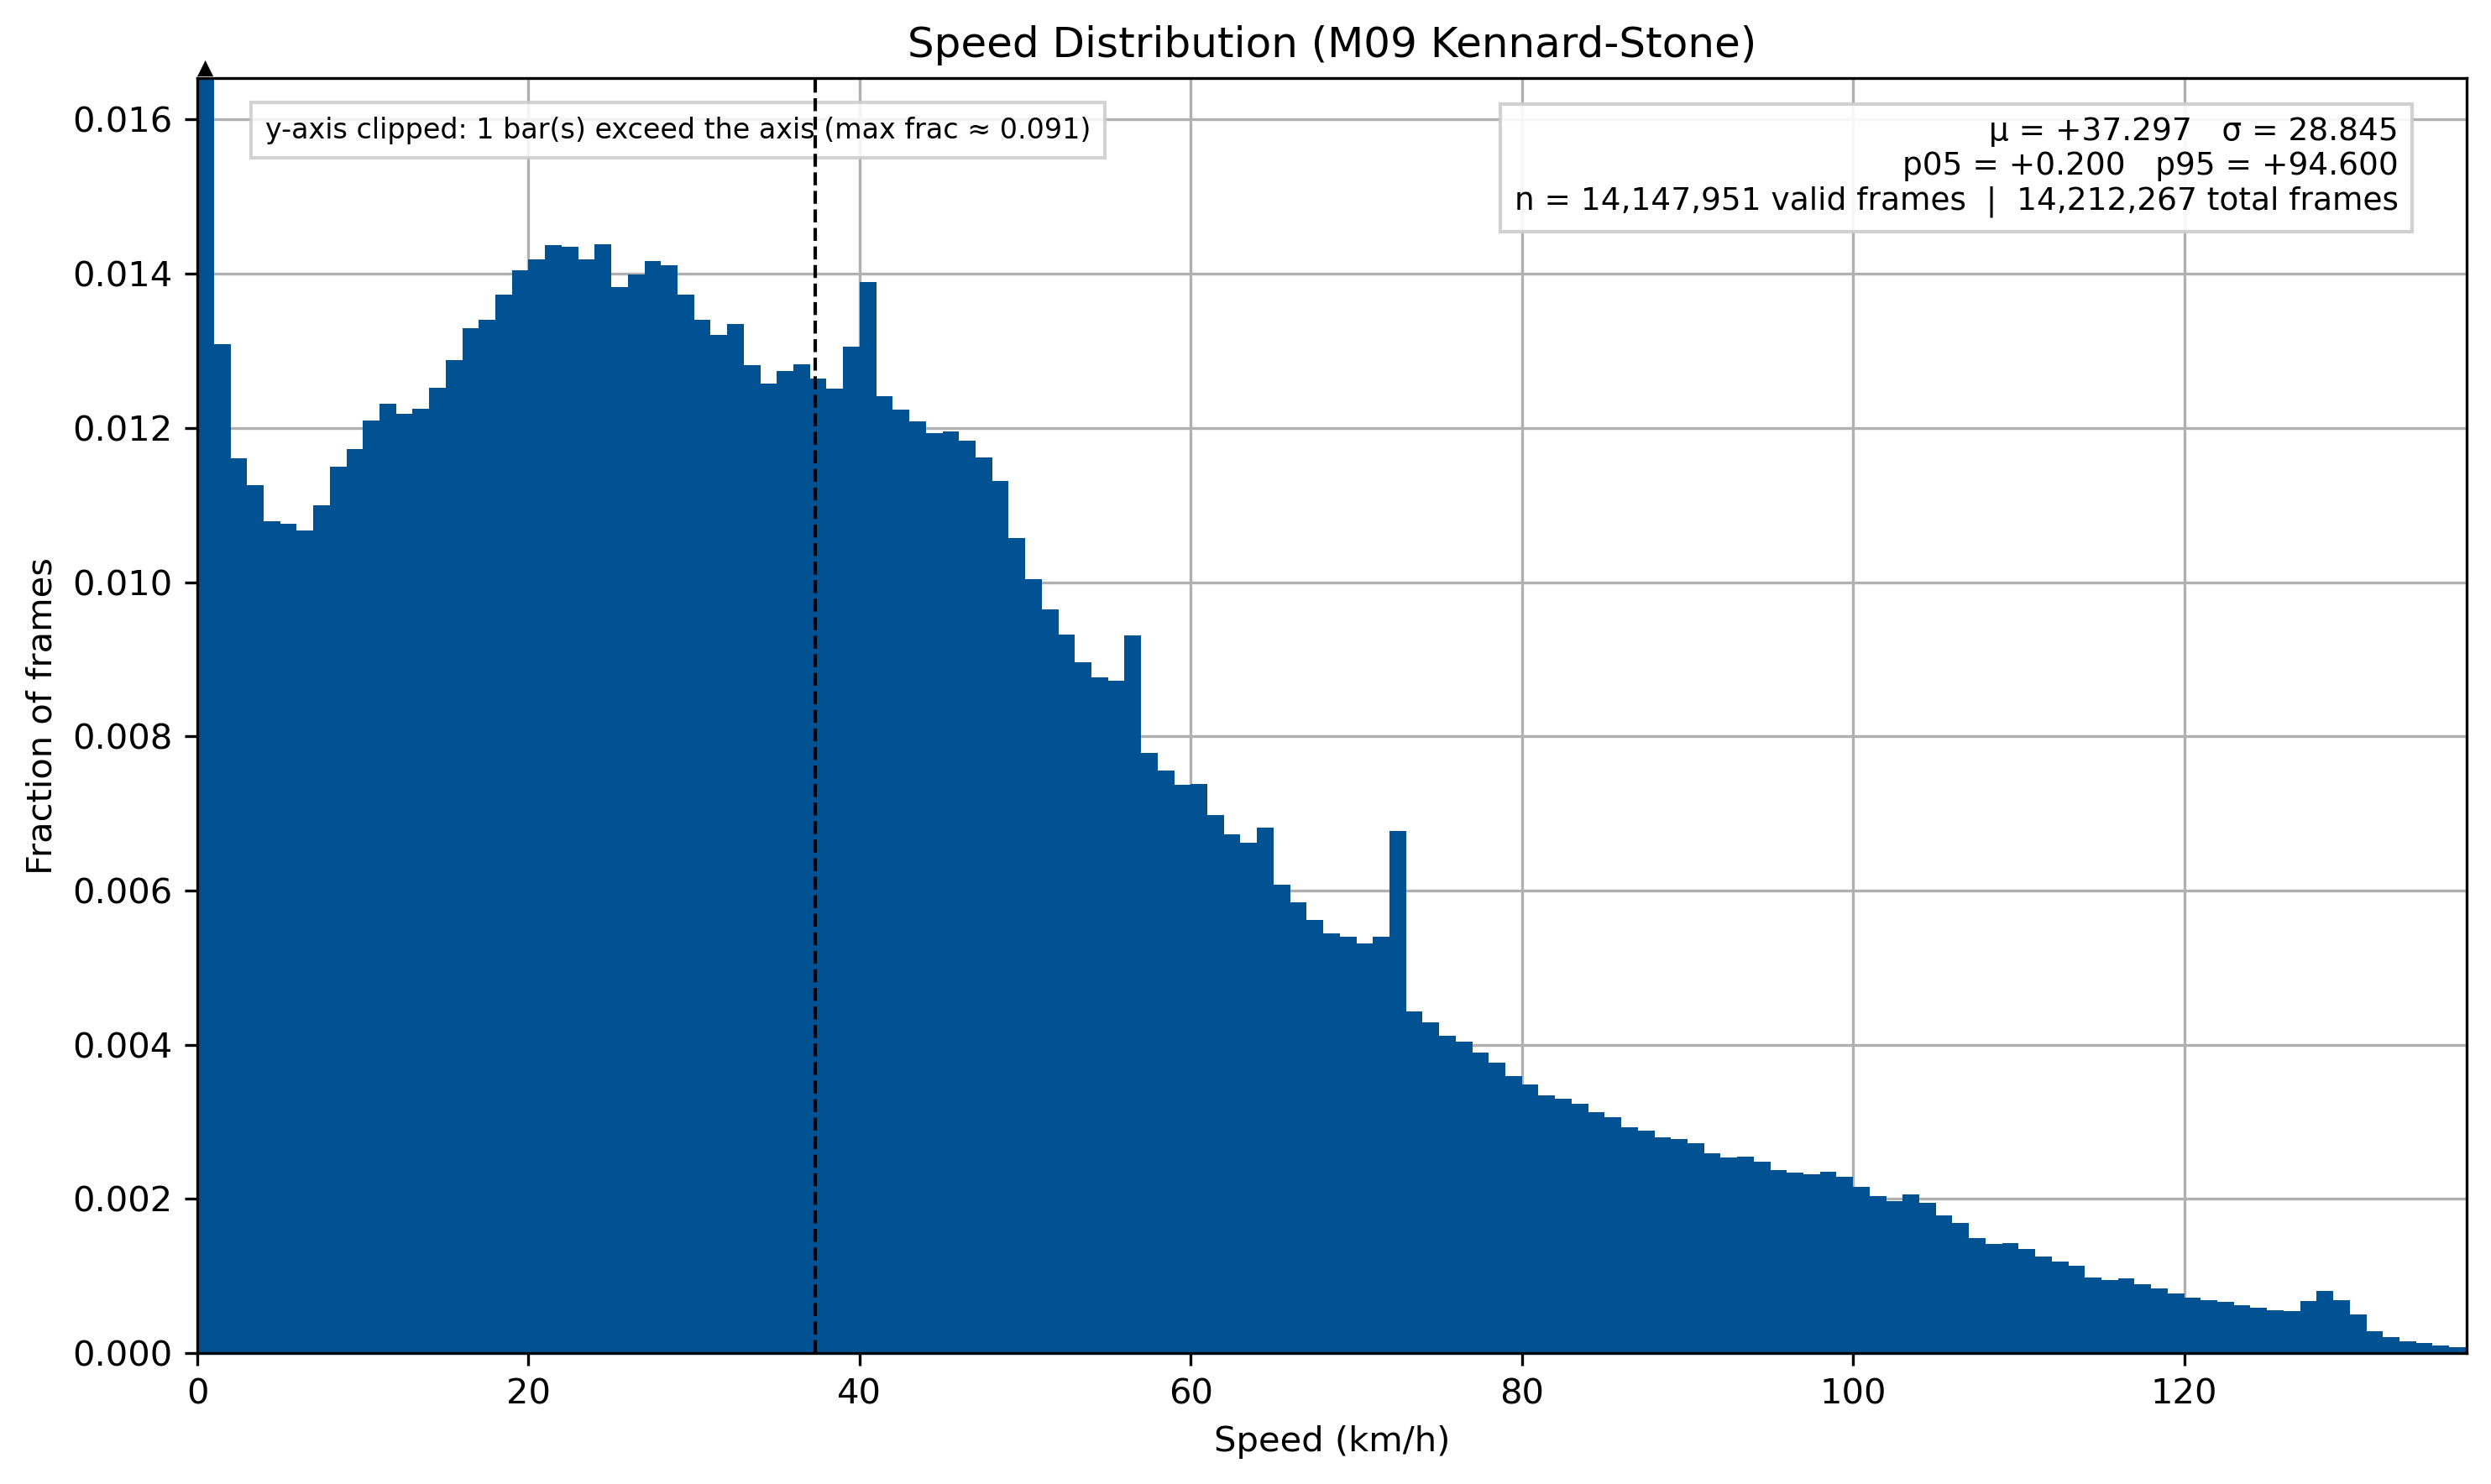 Speed Distribution (M09 Kennard-Stone)
y-axis clipped: 1 bar(s) exceed the axis (max frac ≈ 0.091)
μ = +37.297   σ = 28.845
p05 = +0.200   p95 = +94.600
n = 14,147,951 valid frames  |  14,212,267 total frames
Fraction of frames
0.016
0.014
0.012
0.010
0.008
0.006
0.004
0.002
0.000
0 20 40 60 80 100 120
Speed (km/h)